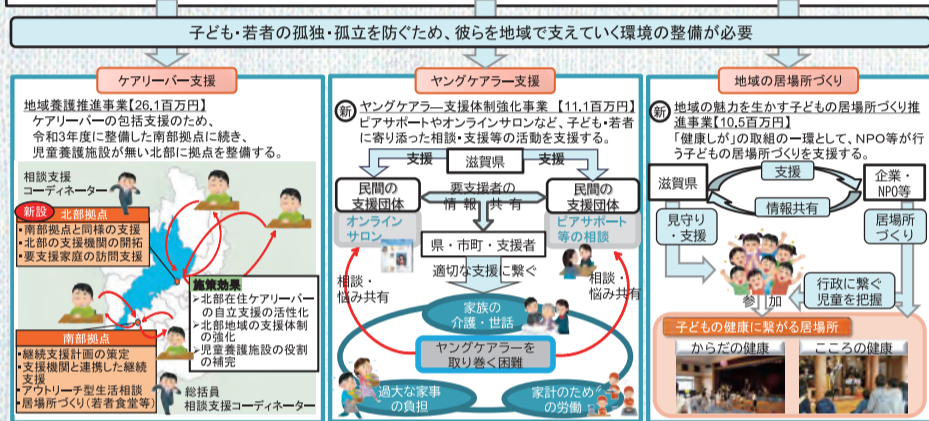 子ども・若者の孤独・孤立を防ぐため、彼らを地域で支えていく環境の整備が必要
ケアリーバー支援
地域養護推進事業【26.1百万円】
ケアリーバーの包括支援のため、
令和3年度に整備した南部拠点に続き、
児童養護施設が無い北部に拠点を整備する。
相談支援
コーディネーター
新設
北部拠点
▪南部拠点と同様の支援
▪北部の支援機関の開拓
▪要支援家庭の訪問支援
施策効果
➢北部在住ケアリーバー
の自立支援の活性化
➢北部地域の支援体制
の強化
➢児童養護施設の役割
の補完
南部拠点
▪継続支援計画の策定
▪支援機関と連携した継続
支援
▪アウトリーチ型生活相談
▪居場所づくり(若者食堂等)
総括員
相談支援コーディネーター
ヤングケアラー支援
新
ヤングケアラー支援体制強化事業 【11.1百万円】
ピアサポートやオンラインサロンなど、子ども・若者
に寄り添った相談・支援等の活動を支援する。
支援
滋賀県
支援
民間の
支援団体
要支援者の
情報共有
民間の
支援団体
オンライン
サロン
ピアサポート
等の相談
県・市町・支援者
適切な支援に繋ぐ
相談・
悩み共有
相談・
悩み共有
家族の
介護・世話
ヤングケアラーを
取り巻く困難
過大な家事
の負担
家計のため
の労働
地域の居場所づくり
新
地域の魅力を生かす子どもの居場所づくり推
進事業【10.5百万円】
「健康しが」の取組の一環として、NPO等が行
う子どもの居場所づくりを支援する。
滋賀県
支援
情報共有
企業・
NPO等
見守り
・支援
居場所
づくり
参 加
行政に繋ぐ
児童を把握
子どもの健康に繋がる居場所
からだの健康
こころの健康